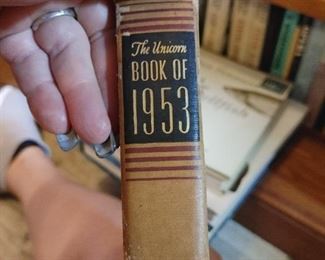 The Unicorn
BOOK OF
1953